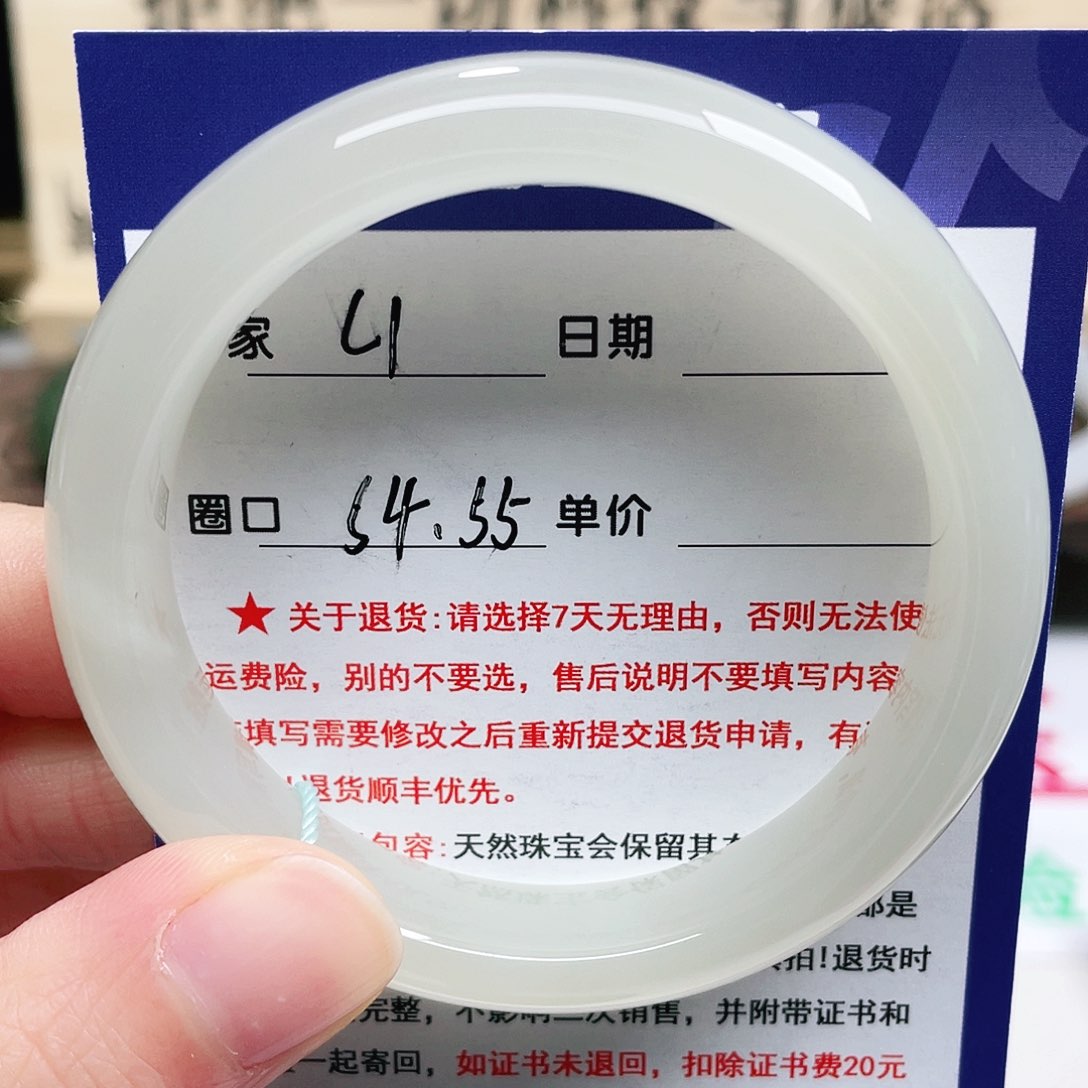 家 4 日期
圈口 54.55 单价
★ 关于退货:请选择7天无理由，否则无法使
运费险，别的不要选，售后说明不要填写内容
填写需要修改之后重新提交退货申请，有
退货顺丰优先。
包容:天然珠宝会保留其
都是
拍!退货时
完整，不影响二次销售，并附带证书和
一起寄回，如证书未退回，扣除证书费20元